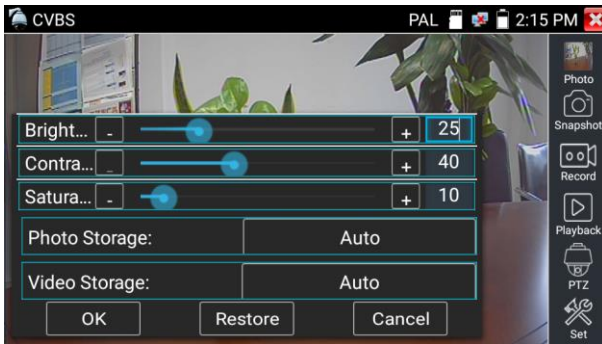 CVBS PAL 2:15 PM
Photo
Snapshot
Bright... - + 25
Contra... - + 40
Record
Satura... - + 10
Playback
Photo Storage: Auto
PTZ
Video Storage: Auto
OK Restore Cancel
Set